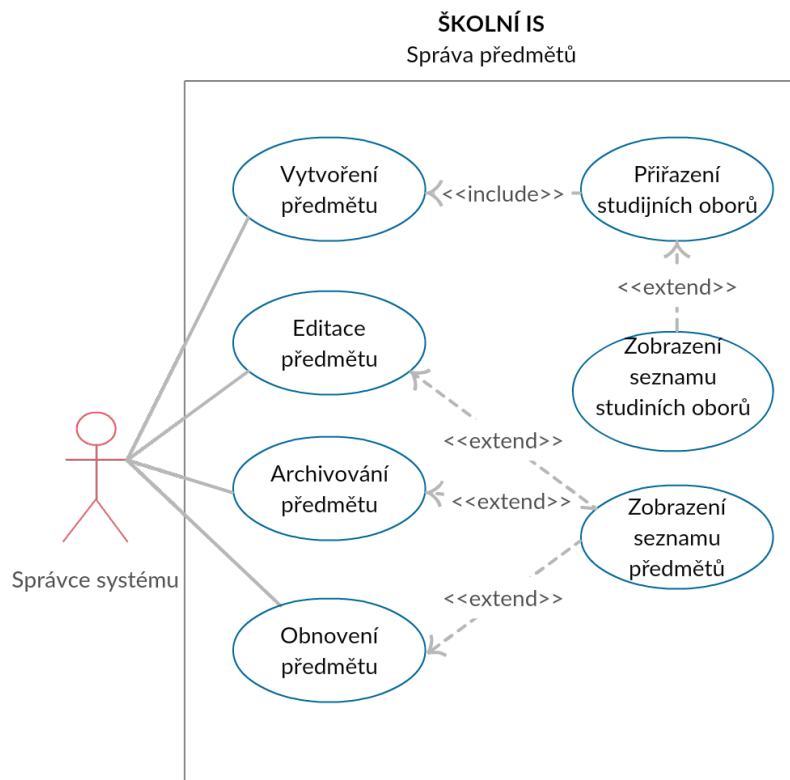 ŠKOLNÍ IS
Správa předmětů
Vytvoření
předmětu
<<include>>
Přiřazení
studijních oborů
<<extend>>
Editace
předmětu
Zobrazení
seznamu
studiních oborů
<<extend>>
Archivování
předmětu
<<extend>>
Zobrazení
seznamu
předmětů
Správce systému
<<extend>>
Obnovení
předmětu